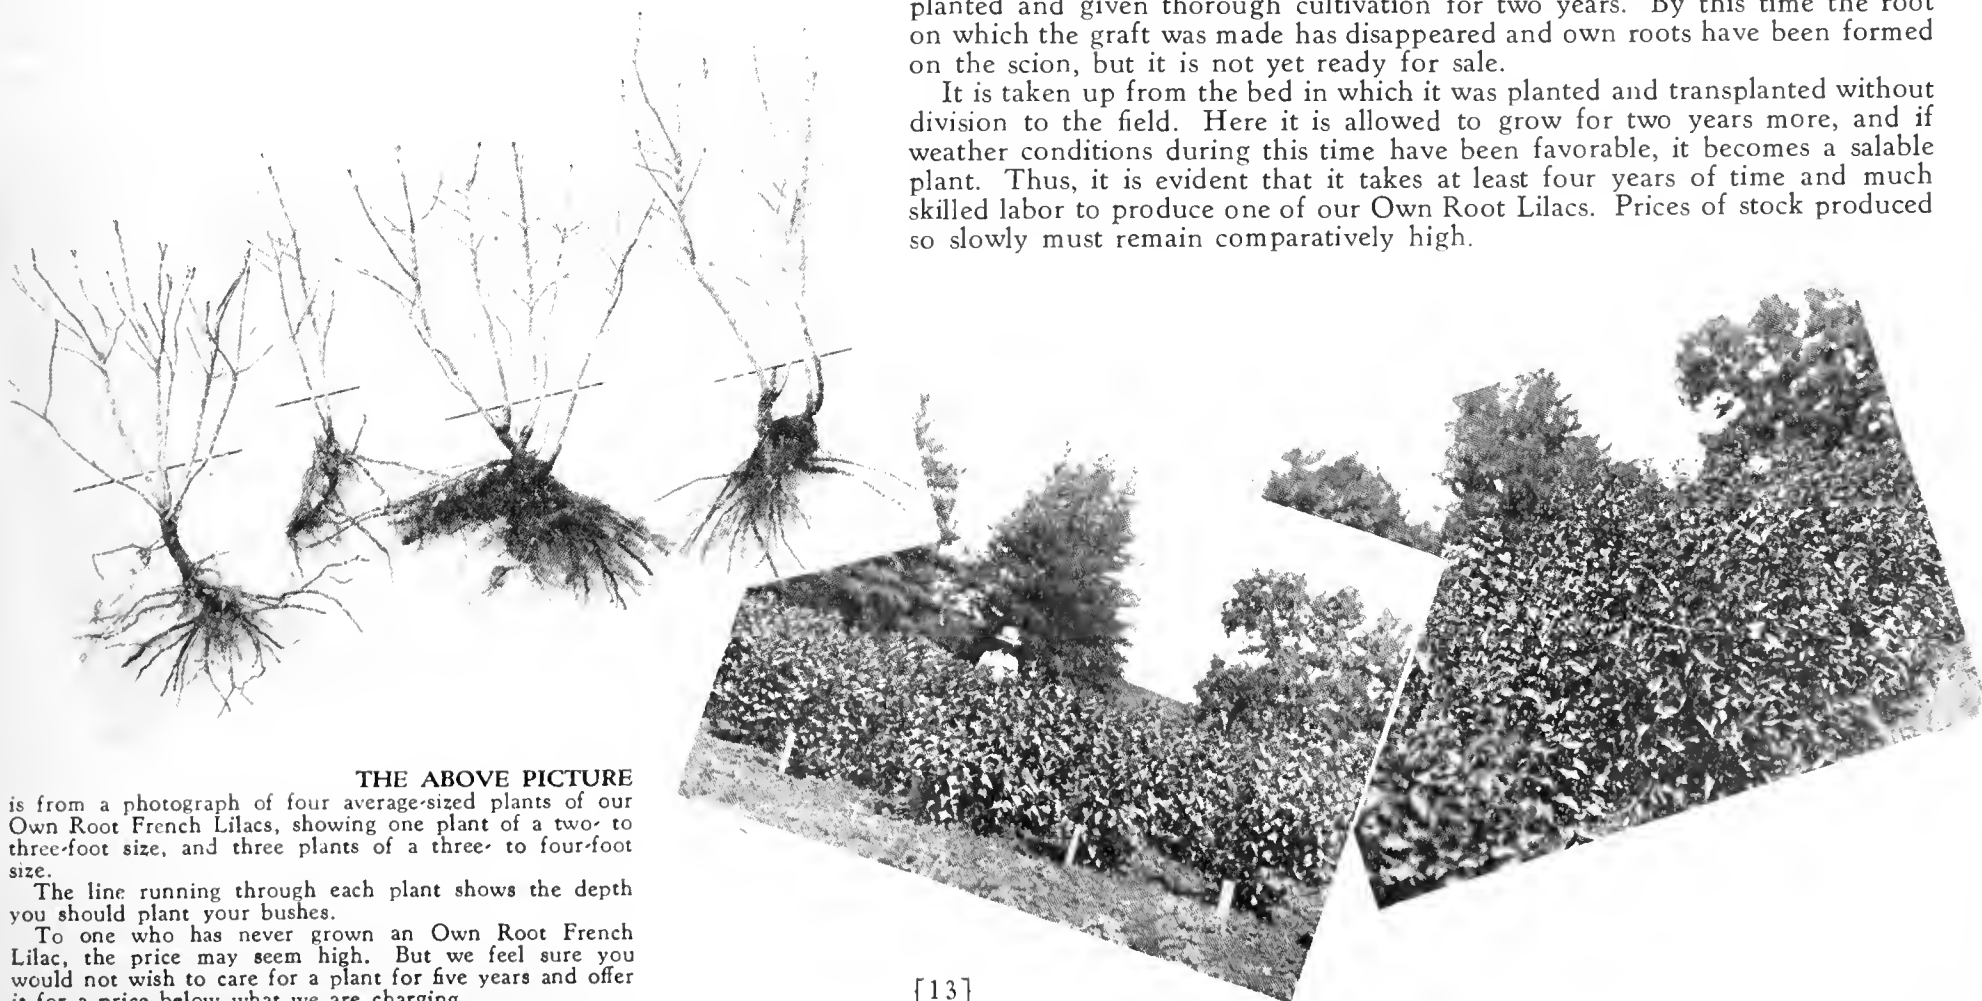 planted and given thorough cultivation for two years. By this time the root
on which the graft was made has disappeared and own roots have been formed
on the scion, but it is not yet ready for sale.
It is taken up from the bed in which it was planted and transplanted without
division to the field. Here it is allowed to grow for two years more, and if
weather conditions during this time have been favorable, it becomes a salable
plant. Thus, it is evident that it takes at least four years of time and much
skilled labor to produce one of our Own Root Lilacs. Prices of stock produced
so slowly must remain comparatively high.
THE ABOVE PICTURE
is from a photograph of four average-sized plants of our
Own Root French Lilacs, showing one plant of a two- to
three-foot size, and three plants of a three- to four-foot
size.
The line running through each plant shows the depth
you should plant your bushes.
To one who has never grown an Own Root French
Lilac, the price may seem high. But we feel sure you
would not wish to care for a plant for five years and offer
it for a price below what we are charging.
[13]